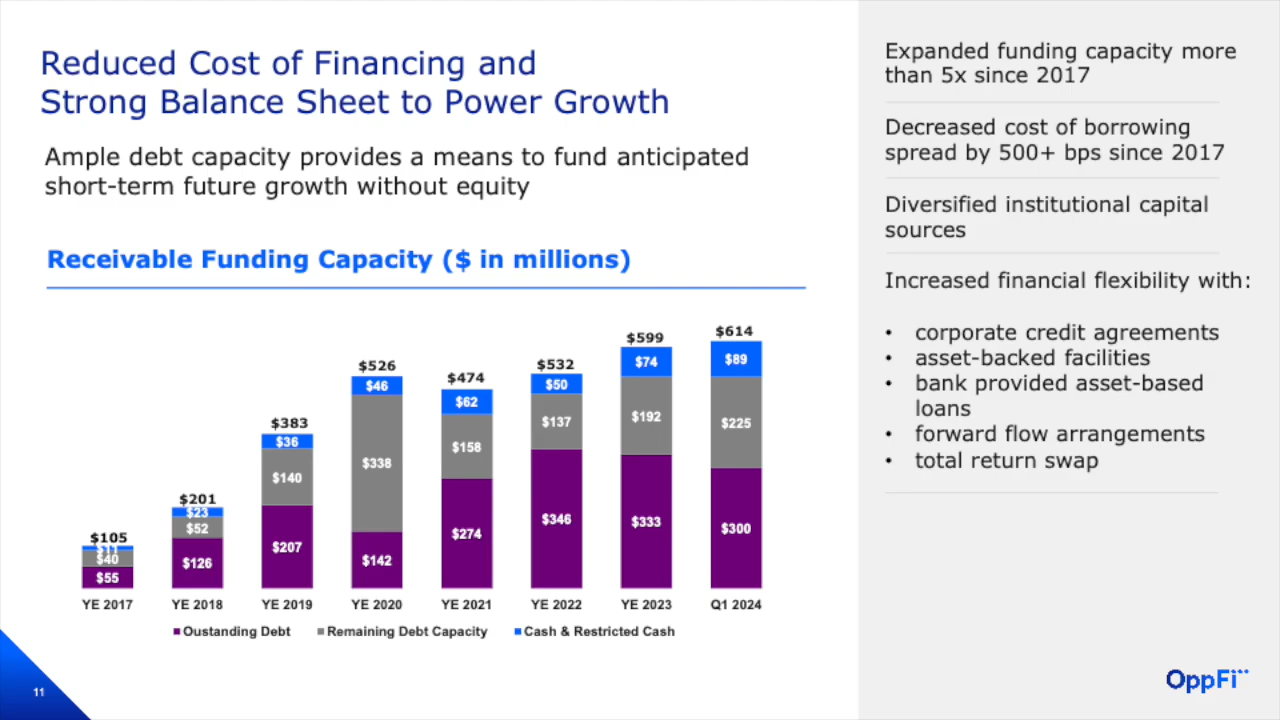 Reduced Cost of Financing and
Strong Balance Sheet to Power Growth
Ample debt capacity provides a means to fund anticipated
short-term future growth without equity
Receivable Funding Capacity ($ in millions)
$105
$11
$40
$55
$201
$23
$52
$126
$383
$36
$140
$207
$526
$46
$338
$142
$474
$62
$158
$274
$532
$50
$137
$346
$599
$74
$192
$333
$614
$89
$225
$300
YE 2017 YE 2018 YE 2019 YE 2020 YE 2021 YE 2022 YE 2023 Q1 2024
Oustanding Debt Remaining Debt Capacity Cash & Restricted Cash
Expanded funding capacity more
than 5x since 2017
Decreased cost of borrowing
spread by 500+ bps since 2017
Diversified institutional capital
sources
Increased financial flexibility with:
• corporate credit agreements
• asset-backed facilities
• bank provided asset-based
loans
• forward flow arrangements
• total return swap
11
OppFi